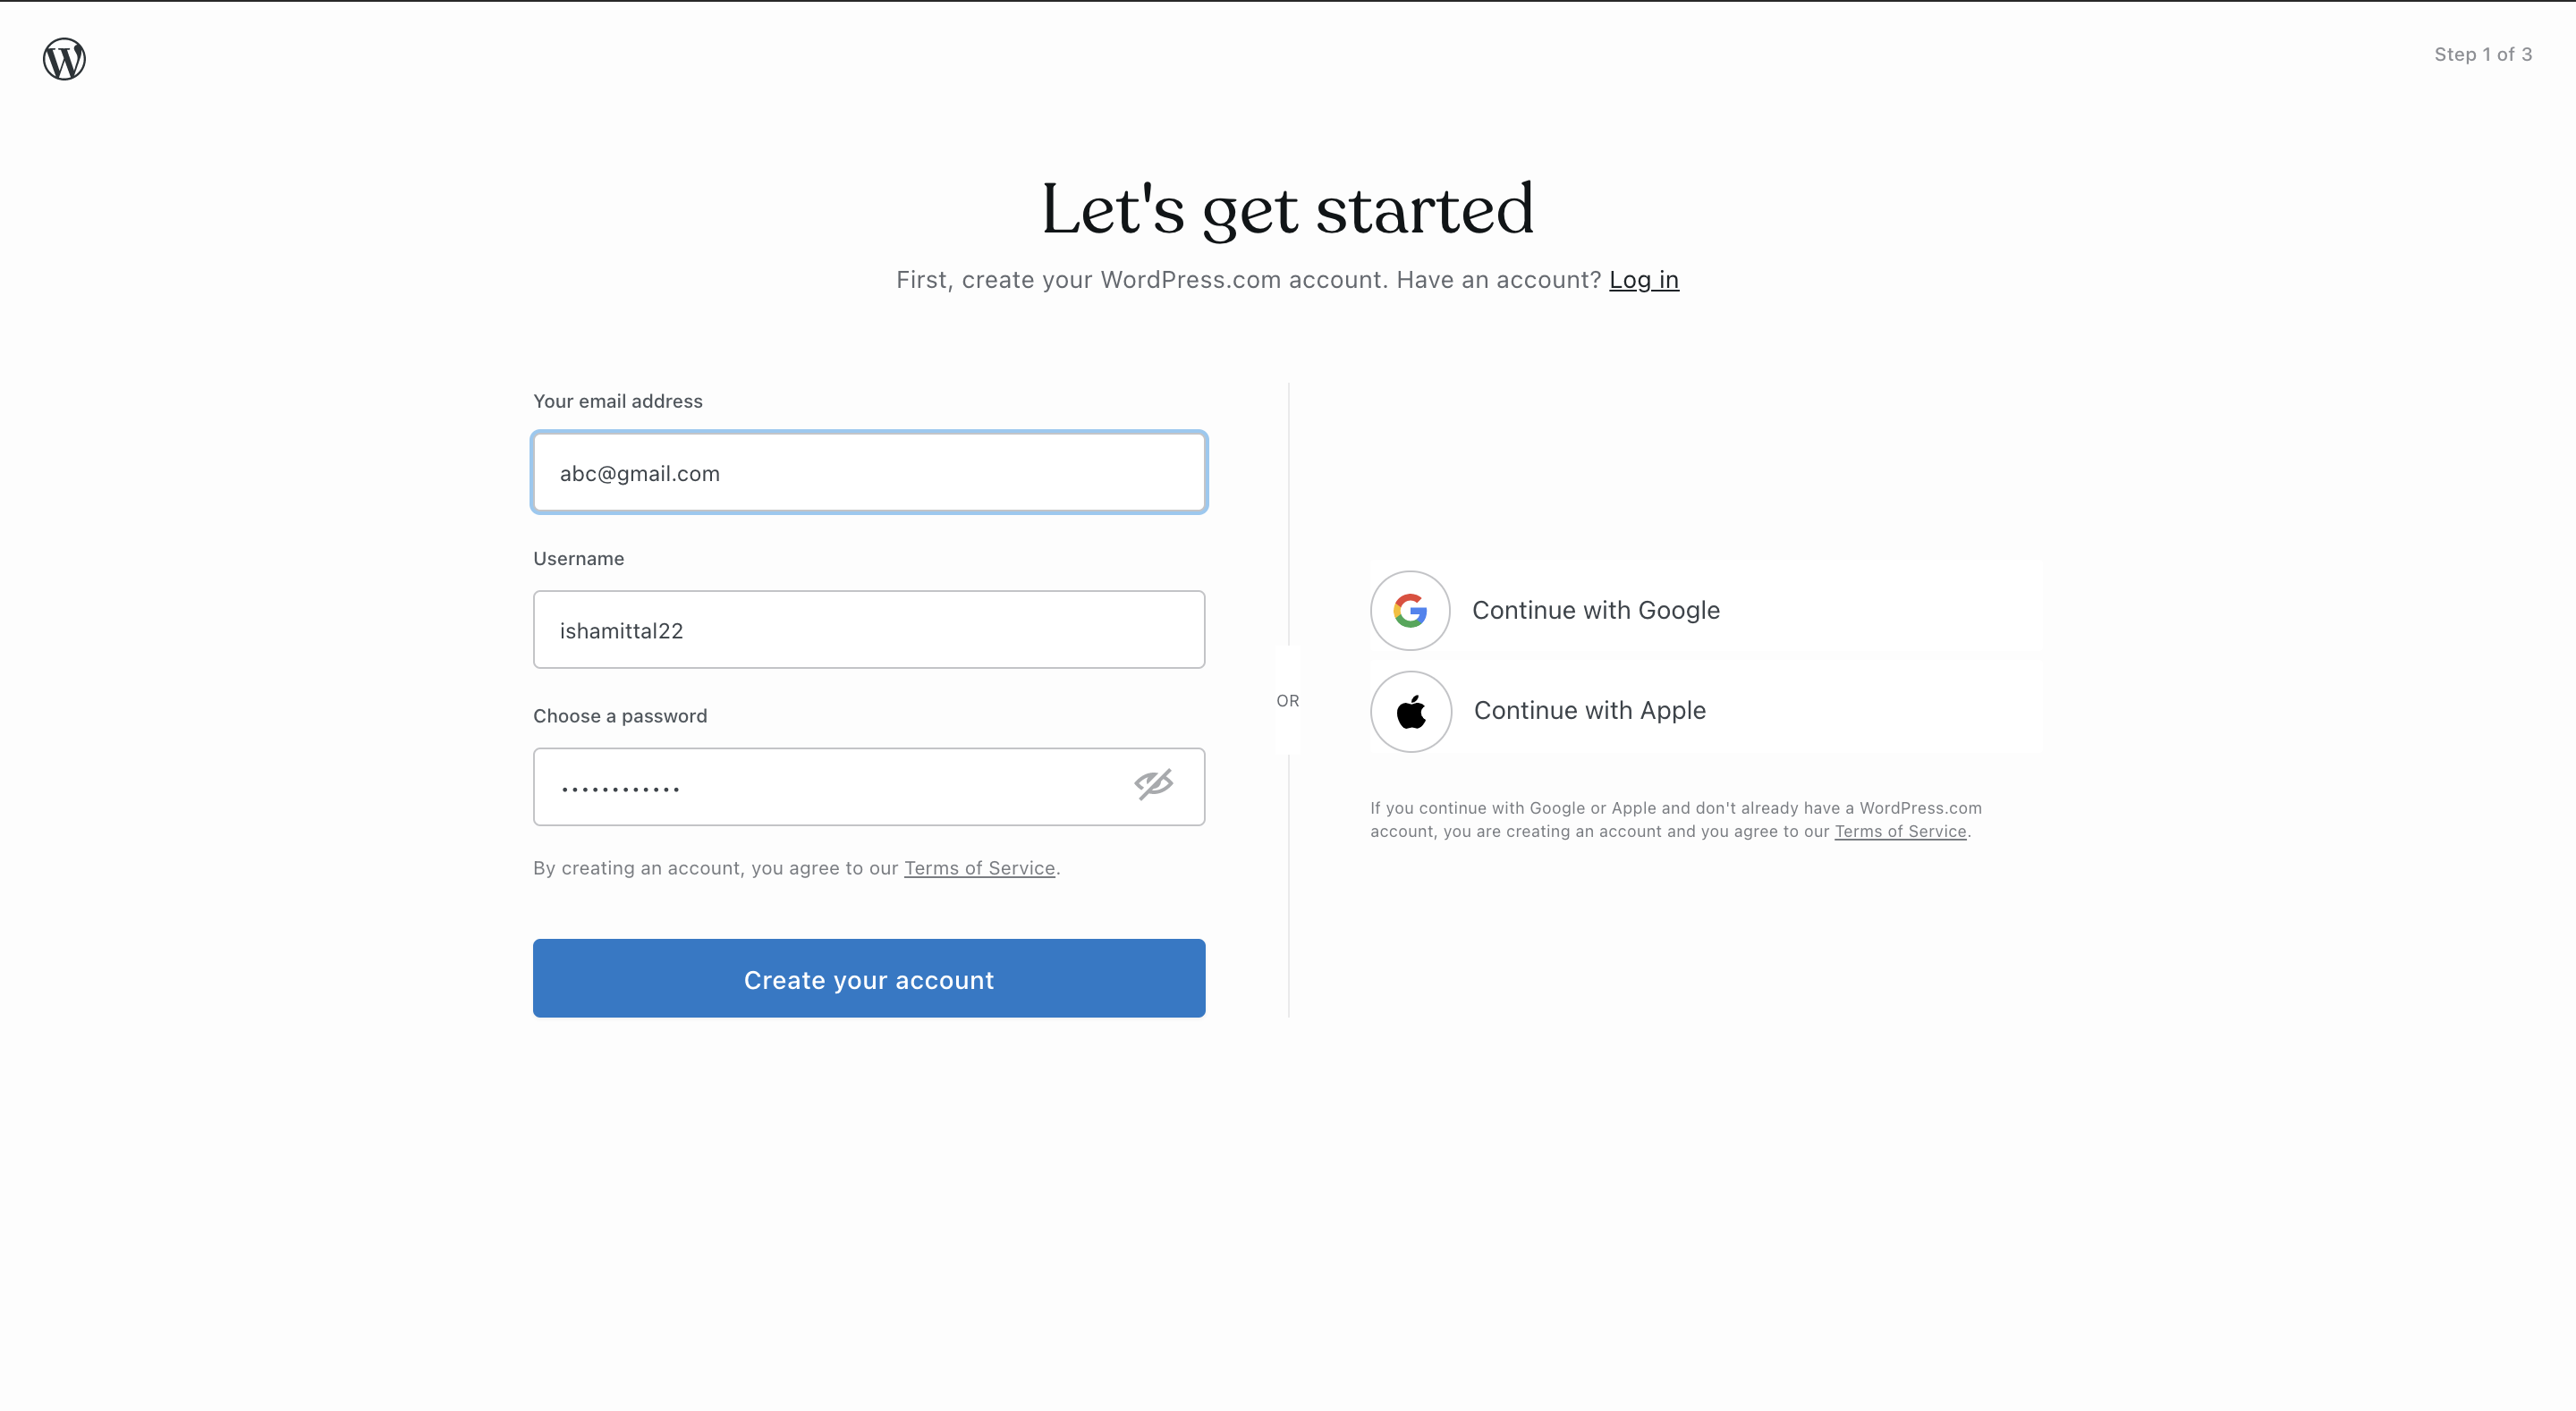 Step 1 of 3
Let's get started
First, create your WordPress.com account. Have an account? Log in
Your email address
abc@gmail.com
Username
ishamittal22
Choose a password
••••••••••••
By creating an account, you agree to our Terms of Service.
Create your account
OR
Continue with Google
Continue with Apple
If you continue with Google or Apple and don't already have a WordPress.com
account, you are creating an account and you agree to our Terms of Service.